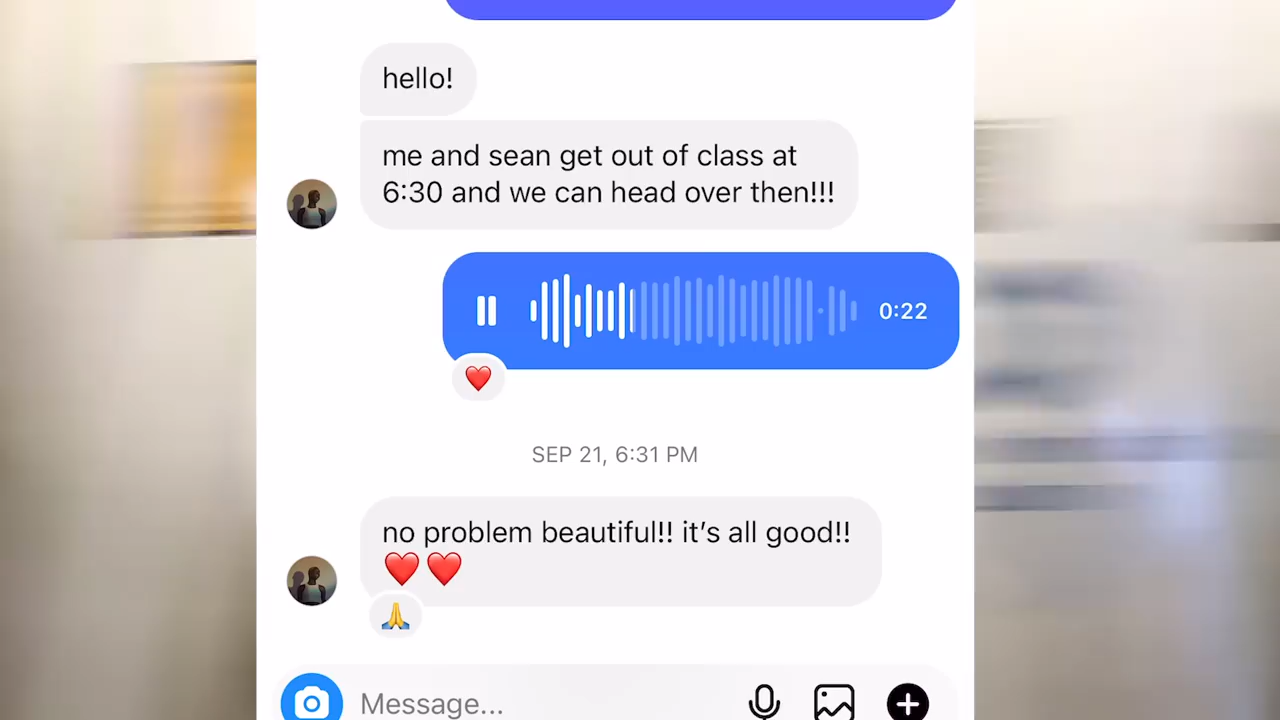 hello!
me and sean get out of class at
6:30 and we can head over then!!!
0:22
SEP 21, 6:31 PM
no problem beautiful!! it's all good!!
❤️❤️
Message...